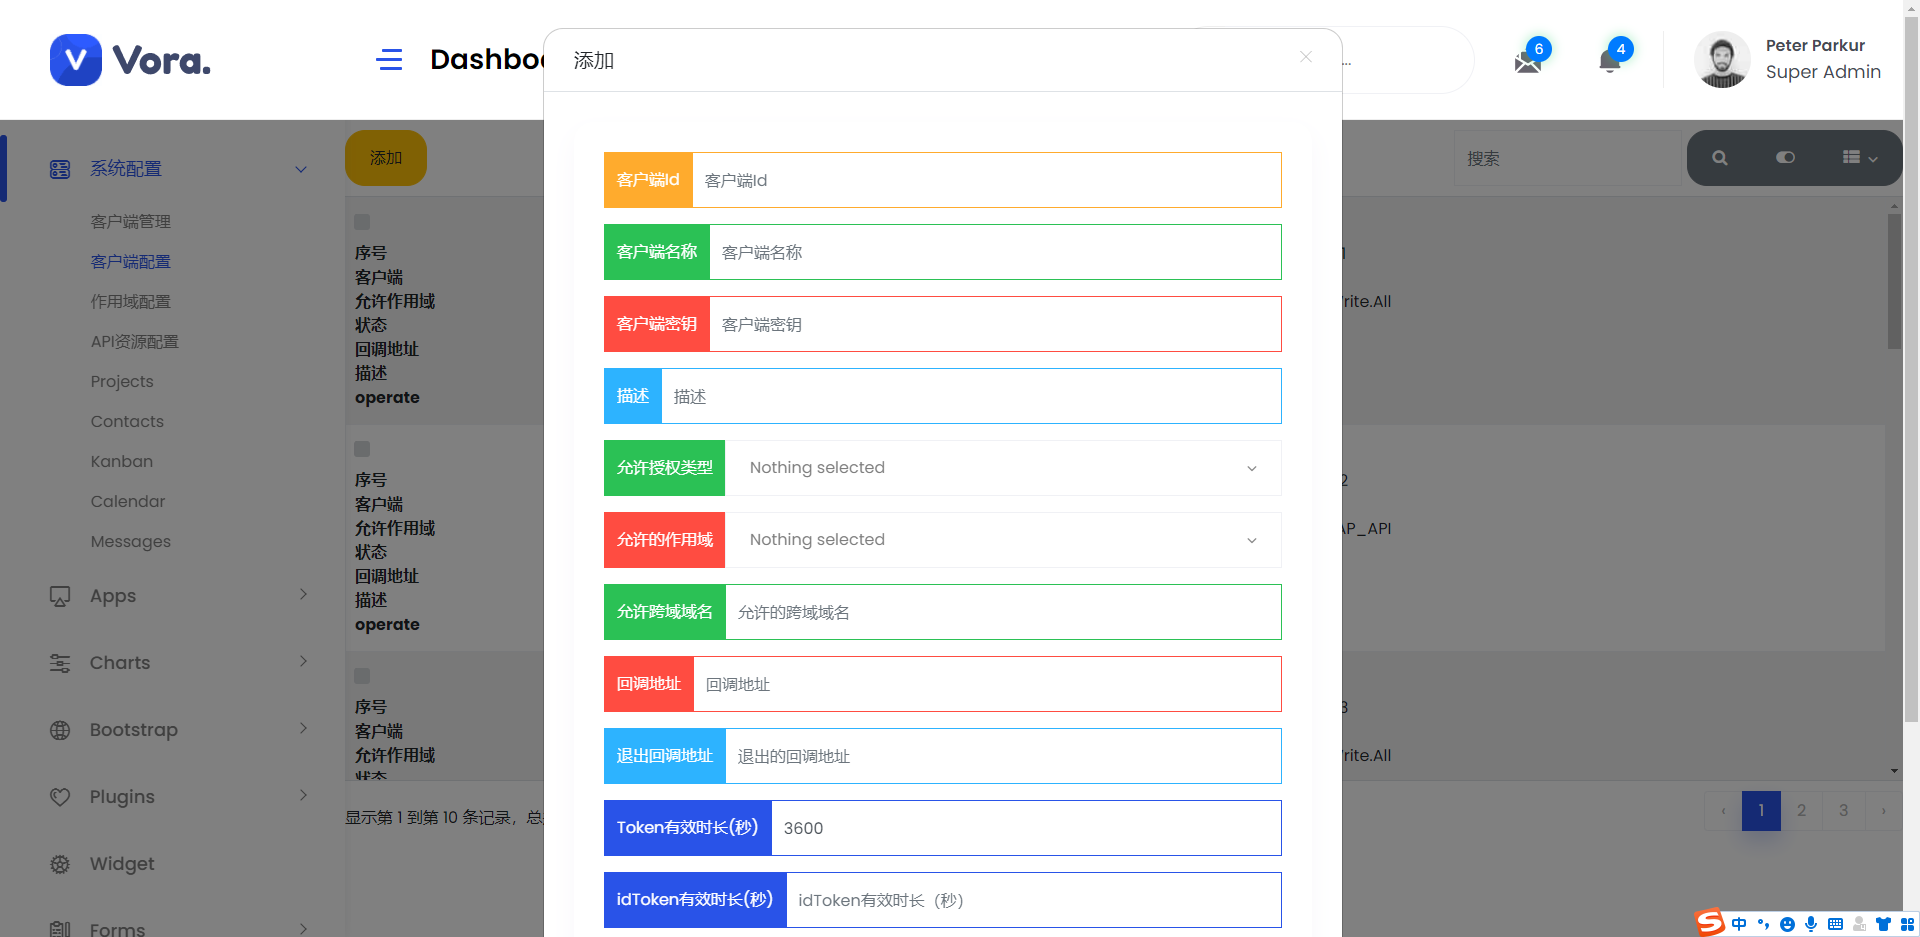 Vora.
Dashboa
...
6
4
Peter Parkur
Super Admin
系统配置
客户端管理
客户端配置
作用域配置
API资源配置
Projects
Contacts
Kanban
Calendar
Messages
Apps
Charts
Bootstrap
Plugins
Widget
Forms
添加
搜索
序号
客户端
允许作用域
状态
回调地址
描述
operate
1
rite.All
序号
客户端
允许作用域
状态
回调地址
描述
operate
2
AP_API
序号
客户端
允许作用域
状态
3
rite.All
显示第 1 到第 10 条记录，总
‹ 1 2 3 ›
添加
客户端Id 客户端Id
客户端名称 客户端名称
客户端密钥 客户端密钥
描述 描述
允许授权类型 Nothing selected
允许的作用域 Nothing selected
允许跨域域名 允许的跨域域名
回调地址 回调地址
退出回调地址 退出的回调地址
Token有效时长(秒) 3600
idToken有效时长(秒) idToken有效时长（秒）
中